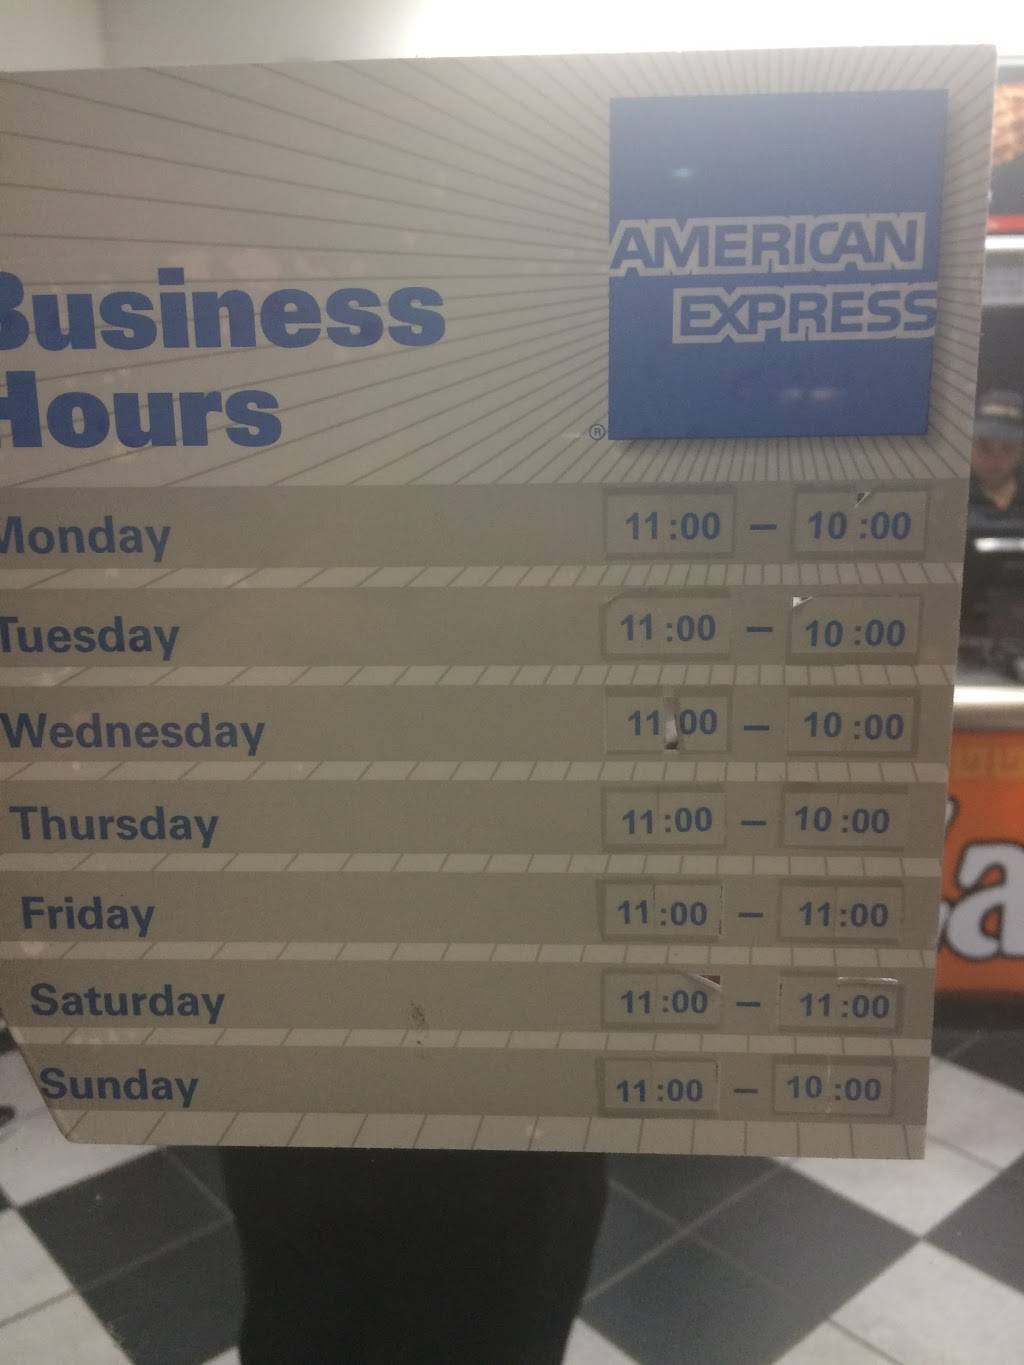 AMERICAN
EXPRESS
®
Business
Hours
Monday 11:00 – 10:00
Tuesday 11:00 – 10:00
Wednesday 11 00 – 10:00
Thursday 11:00 – 10:00
Friday 11:00 – 11:00
Saturday 11:00 – 11:00
Sunday 11:00 – 10:00
a